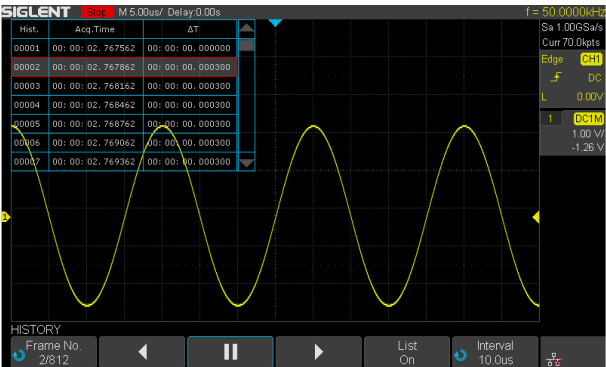 SIGLENT Stop M 5.00us/ Delay:0.00s f = 50.0000kHz
Sa 1.00GSa/s
Curr 70.0kpts
Hist. Acq.Time ΔT
00001 00: 00: 02. 767562 00: 00: 00. 000000
00002 00: 00: 02. 767862 00: 00: 00. 000300
00003 00: 00: 02. 768162 00: 00: 00. 000300
00004 00: 00: 02. 768462 00: 00: 00. 000300
00005 00: 00: 02. 768762 00: 00: 00. 000300
00006 00: 00: 02. 769062 00: 00: 00. 000300
00007 00: 00: 02. 769362 00: 00: 00. 000300
Edge CH1
DC
L 0.00V
1 DC1M
1.00 V/
-1.26 V
1
HISTORY
Frame No.
2/812
List
On
Interval
10.0us